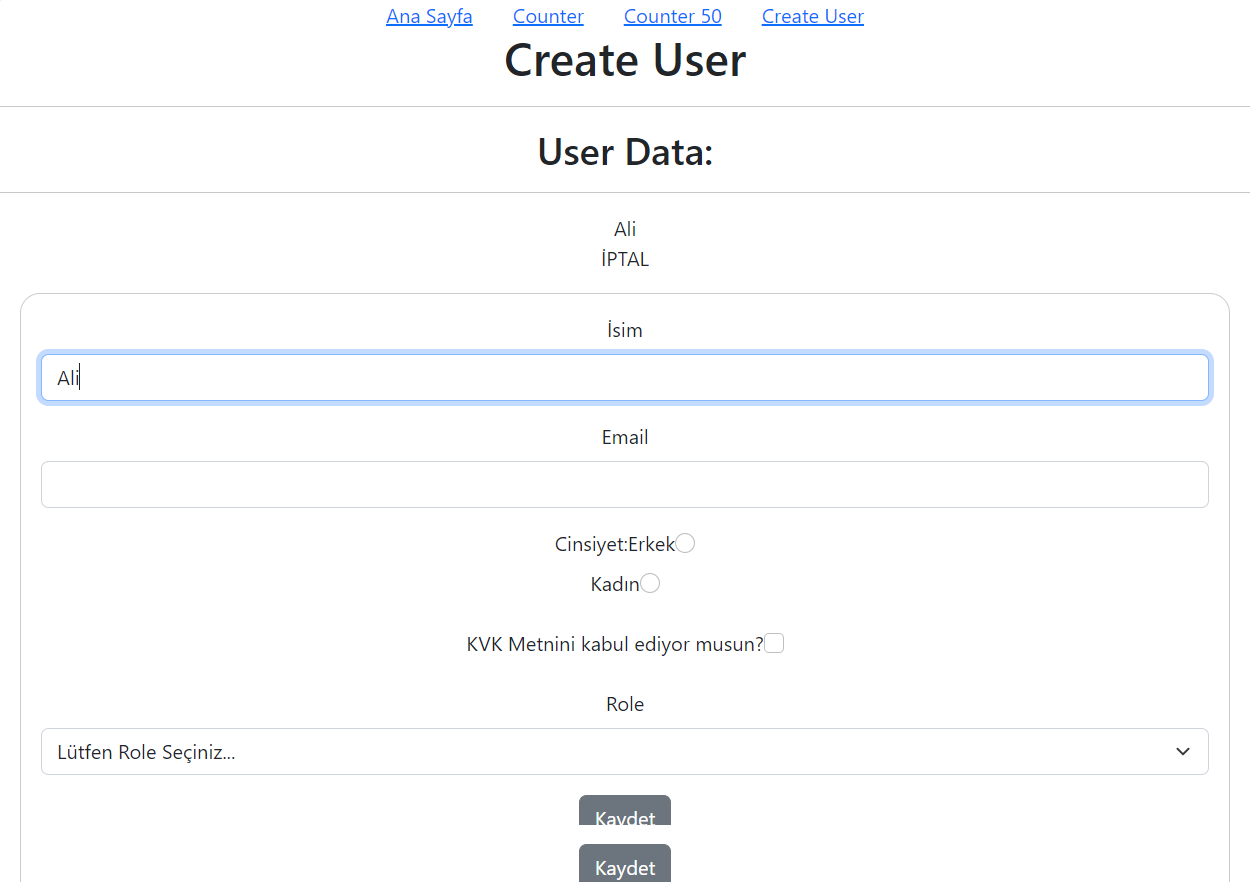 Ana Sayfa Counter Counter 50 Create User
Create User
User Data:
Ali
İPTAL
İsim
Ali
Email
Cinsiyet:Erkek
Kadın
KVK Metnini kabul ediyor musun?
Role
Lütfen Role Seçiniz...
Kaydet
Kaydet